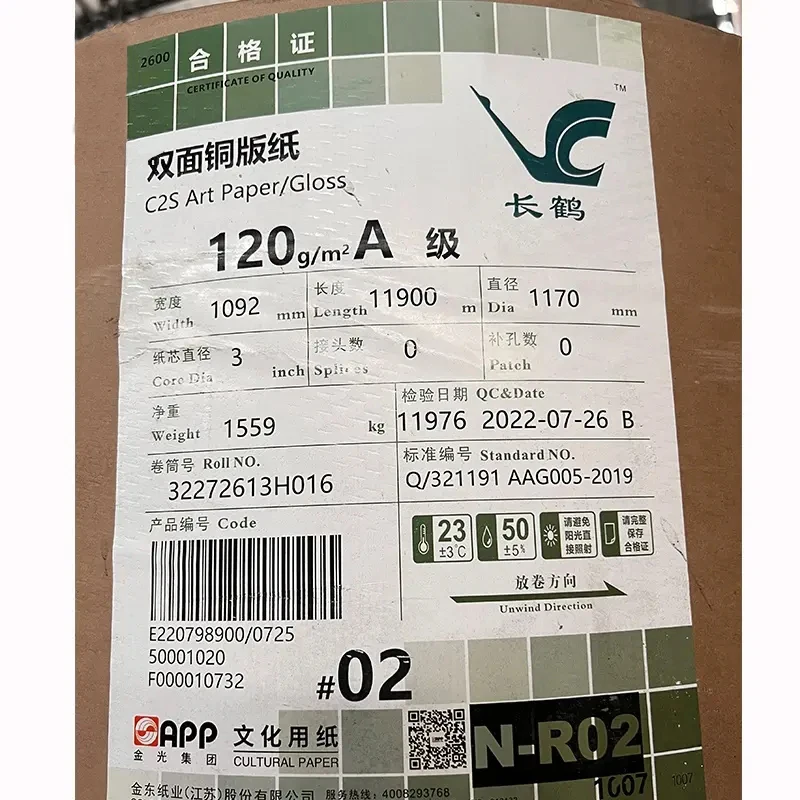 2600 合格证
CERTIFICATE OF QUALITY
TM
长鹤
双面铜版纸
C2S Art Paper/Gloss
120g/m² A 级
宽度 Width 1092 mm 长度 Length 11900 m 直径 Dia 1170 mm
纸芯直径 Core Dia 3 inch 接头数 Splices 0 补孔数 Patch 0
净重 Weight 1559 kg 检验日期 QC&Date 11976 2022-07-26 B
卷筒号 Roll NO. 32272613H016 标准编号 Standard NO. Q/321191 AAG005-2019
产品编号 Code
23 ±3℃ 50 ±5% 请避免阳光直接照射 请完整保存合格证
放卷方向
Unwind Direction
E220798900/0725
50001020
F000010732
#02
APP 金光集团 文化用纸 CULTURAL PAPER
N-R02
1007 1007
金东纸业(江苏)股份有限公司 服务热线: 4008293768